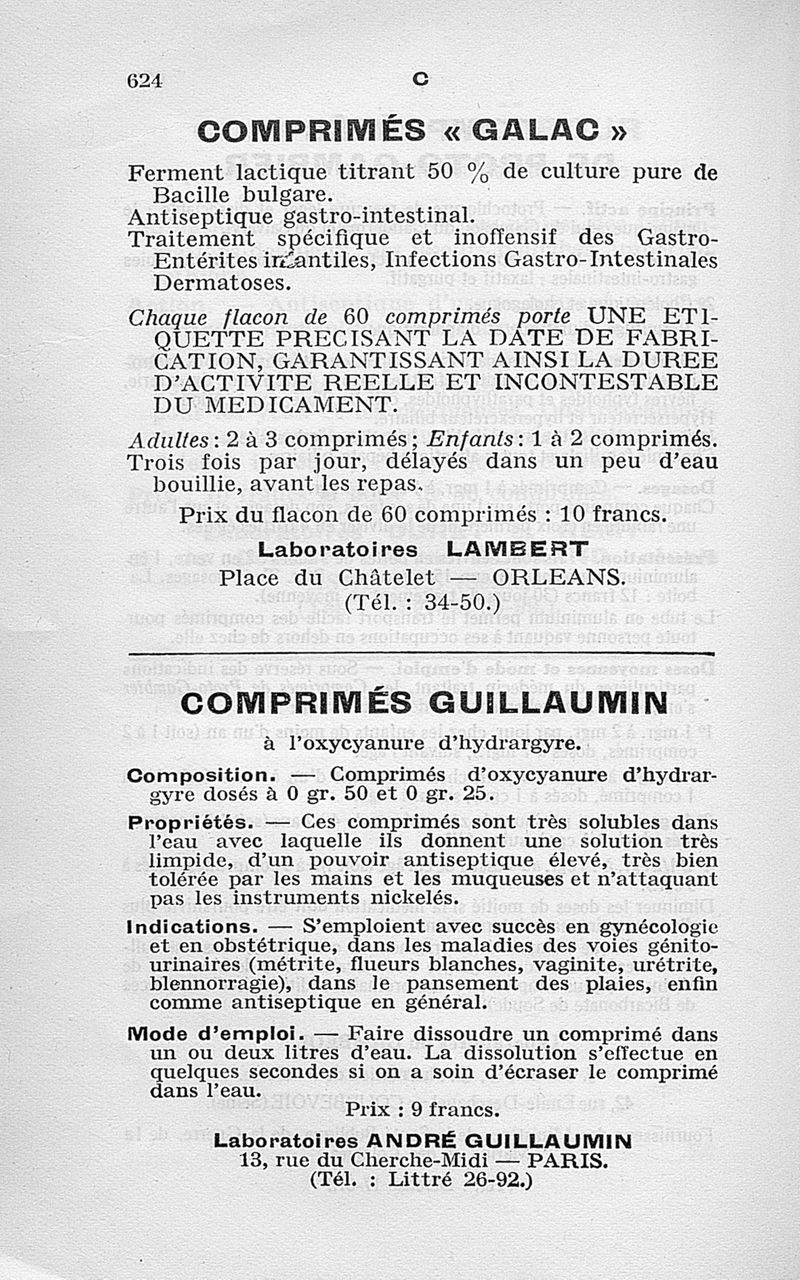 624
C
COMPRIMÉS « GALAC »
Ferment lactique titrant 50 % de culture pure de
Bacille bulgare.
Antiseptique gastro-intestinal.
Traitement spécifique et inoffensif des Gastro-
Entérites infantiles, Infections Gastro-Intestinales
Dermatoses.
Chaque flacon de 60 comprimés porte UNE ETI-
QUETTE PRECISANT LA DATE DE FABRI-
CATION, GARANTISSANT AINSI LA DUREE
D'ACTIVITE REELLE ET INCONTESTABLE
DU MEDICAMENT.
Adultes : 2 à 3 comprimés ; Enfants : 1 à 2 comprimés.
Trois fois par jour, délayés dans un peu d'eau
bouillie, avant les repas.
Prix du flacon de 60 comprimés : 10 francs.
Laboratoires LAMBERT
Place du Châtelet — ORLEANS.
(Tél. : 34-50.)
COMPRIMÉS GUILLAUMIN
à l'oxycyanure d'hydrargyre.
Composition. — Comprimés d'oxycyanure d'hydrar-
gyre dosés à 0 gr. 50 et 0 gr. 25.
Propriétés. — Ces comprimés sont très solubles dans
l'eau avec laquelle ils donnent une solution très
limpide, d'un pouvoir antiseptique élevé, très bien
tolérée par les mains et les muqueuses et n'attaquant
pas les instruments nickelés.
Indications. — S'emploient avec succès en gynécologie
et en obstétrique, dans les maladies des voies génito-
urinaires (métrite, flueurs blanches, vaginite, urétrite,
blennorragie), dans le pansement des plaies, enfin
comme antiseptique en général.
Mode d'emploi. — Faire dissoudre un comprimé dans
un ou deux litres d'eau. La dissolution s'effectue en
quelques secondes si on a soin d'écraser le comprimé
dans l'eau.
Prix : 9 francs.
Laboratoires ANDRÉ GUILLAUMIN
13, rue du Cherche-Midi — PARIS.
(Tél. : Littré 26-92.)